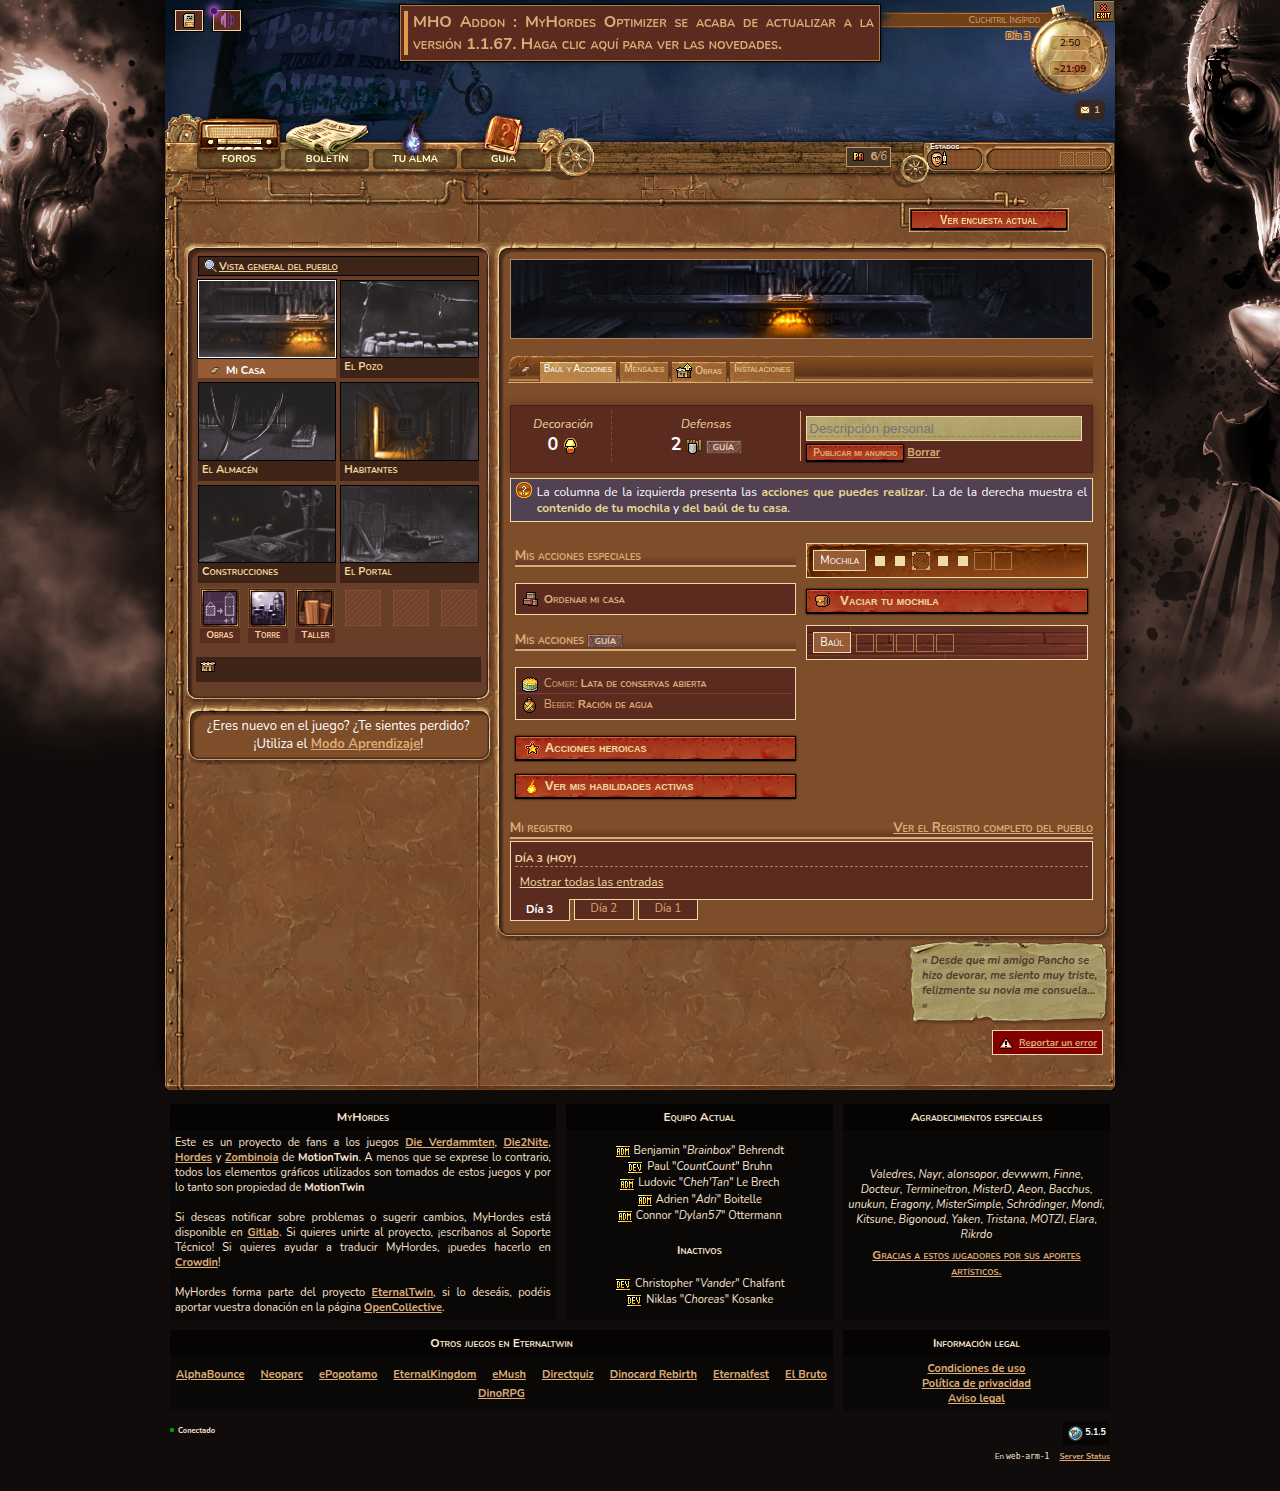 MHO Addon : MyHordes Optimizer se acaba de actualizar a la
versión 1.1.67. Haga clic aquí para ver las novedades.
Cuchitril Insípido
Día 3
EXIT
2:50
~21:09
1
FOROS
BOLETÍN
TU ALMA
GUÍA
PA 6/6
Estados
Ver encuesta actual
Vista general del pueblo
Mi Casa
El Pozo
El Almacén
Habitantes
Construcciones
El Portal
Obras
Torre
Taller
¿Eres nuevo en el juego? ¿Te sientes perdido?
¡Utiliza el Modo Aprendizaje!
Baúl y Acciones
Mensajes
Obras
Instalaciones
Decoración
0
Defensas
2 GUÍA
Descripción personal
Publicar mi anuncio Borrar
La columna de la izquierda presenta las acciones que puedes realizar. La de la derecha muestra el
contenido de tu mochila y del baúl de tu casa.
Mis acciones especiales
Ordenar mi casa
Mis acciones GUÍA
Comer: Lata de conservas abierta
Beber: Ración de agua
Acciones heroicas
Ver mis habilidades activas
Mochila
Vaciar tu mochila
Baúl
Mi registro
Ver el Registro completo del pueblo
DÍA 3 (HOY)
Mostrar todas las entradas
Día 3
Día 2
Día 1
« Desde que mi amigo Pancho se
hizo devorar, me siento muy triste,
felizmente su novia me consuela...
»
Reportar un error
MyHordes
Este es un proyecto de fans a los juegos Die Verdammten, Die2Nite,
Hordes y Zombinoia de MotionTwin. A menos que se exprese lo contrario,
todos los elementos gráficos utilizados son tomados de estos juegos y por
lo tanto son propiedad de MotionTwin
Si deseas notificar sobre problemas o sugerir cambios, MyHordes está
disponible en Gitlab. Si quieres unirte al proyecto, ¡escríbanos al Soporte
Técnico! Si quieres ayudar a traducir MyHordes, ¡puedes hacerlo en
Crowdin!
MyHordes forma parte del proyecto EternalTwin, si lo deseáis, podéis
aportar vuestra donación en la página OpenCollective.
Equipo Actual
ADM Benjamin "Brainbox" Behrendt
DEV Paul "CountCount" Bruhn
ADM Ludovic "Cheh'Tan" Le Brech
ADM Adrien "Adri" Boitelle
ADM Connor "Dylan57" Ottermann
Inactivos
DEV Christopher "Vander" Chalfant
DEV Niklas "Choreas" Kosanke
Agradecimientos especiales
Valedres, Nayr, alonsopor, devwwm, Finne,
Docteur, Termineitron, MisterD, Aeon, Bacchus,
unukun, Eragony, MisterSimple, Schrödinger, Mondi,
Kitsune, Bigonoud, Yaken, Tristana, MOTZI, Elara,
Rikrdo
Gracias a estos jugadores por sus aportes
artísticos.
Otros juegos en Eternaltwin
AlphaBounce Neoparc ePopotamo EternalKingdom eMush Directquiz Dinocard Rebirth Eternalfest El Bruto
DinoRPG
Información legal
Condiciones de uso
Política de privacidad
Aviso legal
Conectado
5.1.5
En web-arm-1 Server Status